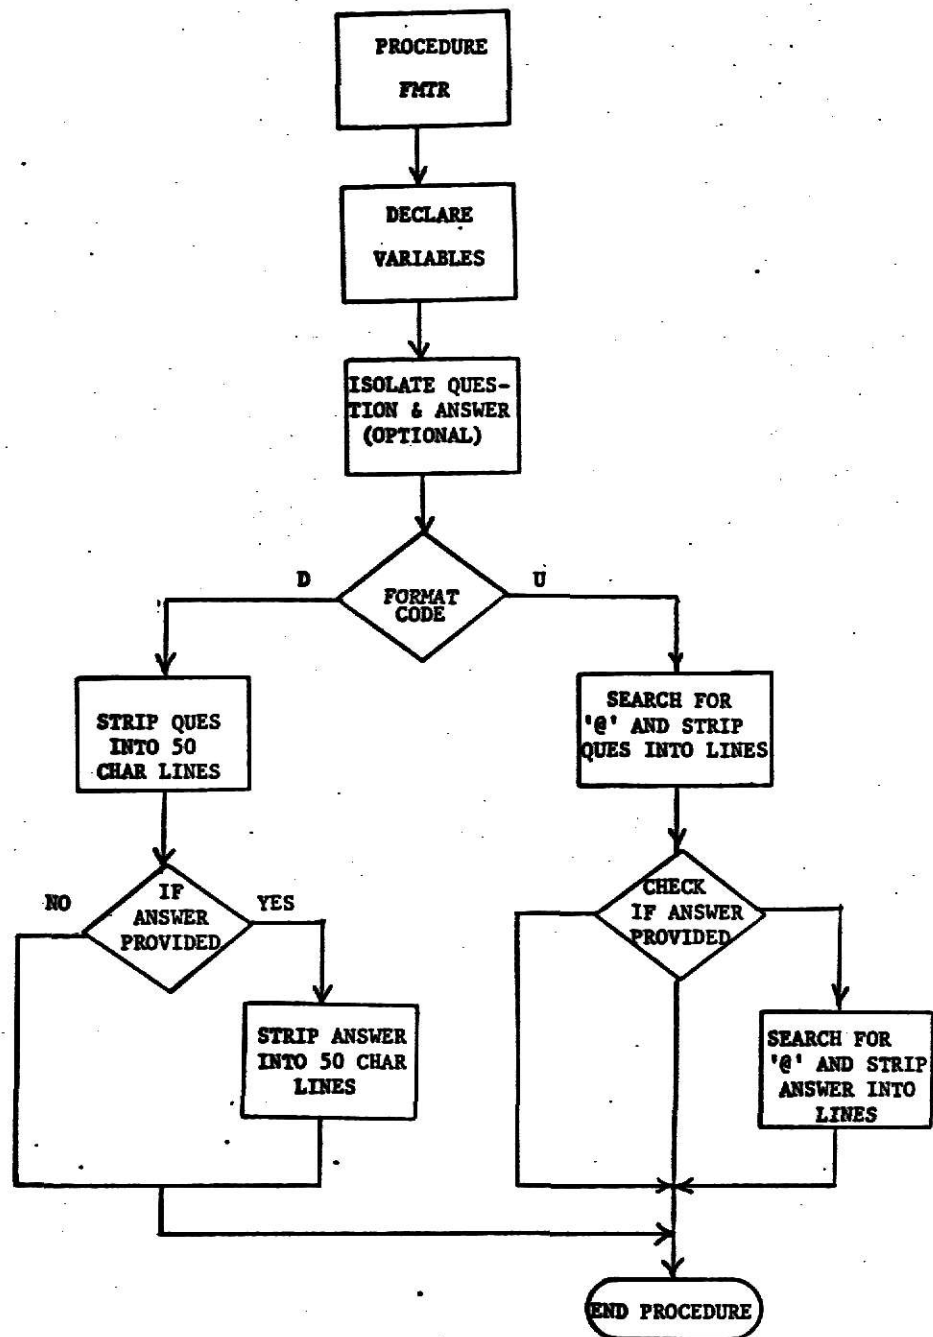 PROCEDURE
FMTR
DECLARE
VARIABLES
ISOLATE QUES-
TION & ANSWER
(OPTIONAL)
D
U
FORMAT
CODE
STRIP QUES
INTO 50
CHAR LINES
SEARCH FOR
'@' AND STRIP
QUES INTO LINES
NO
IF
ANSWER
PROVIDED
YES
CHECK
IF ANSWER
PROVIDED
STRIP ANSWER
INTO 50 CHAR
LINES
SEARCH FOR
'@' AND STRIP
ANSWER INTO
LINES
END PROCEDURE